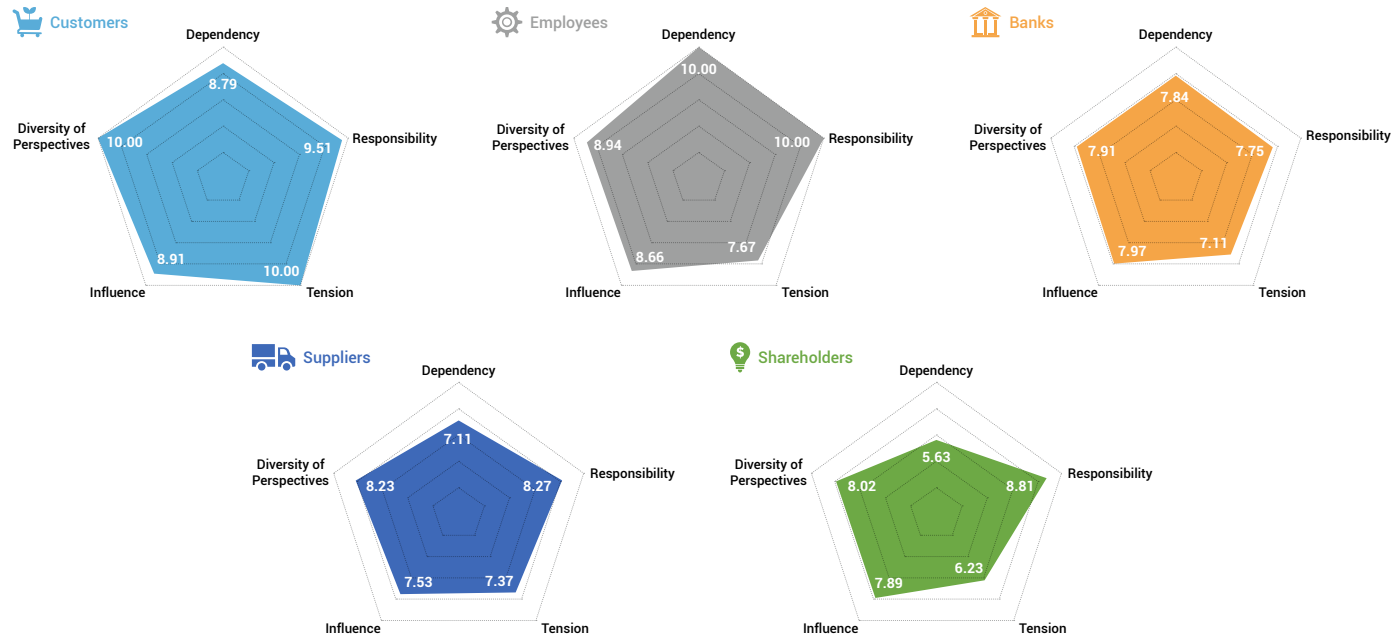 Customers
Dependency
8.79
Diversity of
Perspectives
10.00
9.51
Responsibility
8.91
10.00
Influence
Tension
Employees
Dependency
10.00
Diversity of
Perspectives
8.94
10.00
Responsibility
8.66
7.67
Influence
Tension
Banks
Dependency
7.84
Diversity of
Perspectives
7.91
7.75
Responsibility
7.97
7.11
Influence
Tension
Suppliers
Dependency
7.11
Diversity of
Perspectives
8.23
8.27
Responsibility
7.53
7.37
Influence
Tension
$
Shareholders
Dependency
5.63
Diversity of
Perspectives
8.02
8.81
Responsibility
7.89
6.23
Influence
Tension